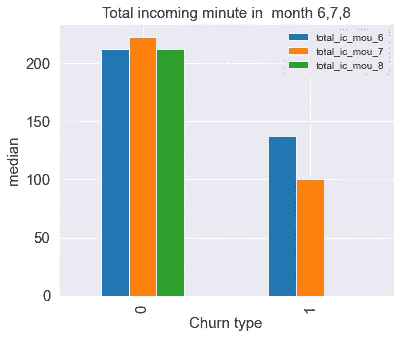 Total incoming minute in month 6,7,8
total_ic_mou_6
total_ic_mou_7
total_ic_mou_8
200
150
100
50
0
median
0
1
Churn type